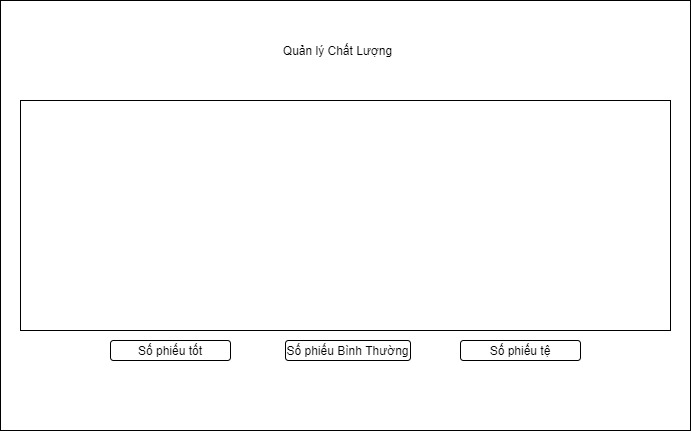 Quản lý Chất Lượng
Số phiếu tốt
Số phiếu Bình Thường
Số phiếu tệ